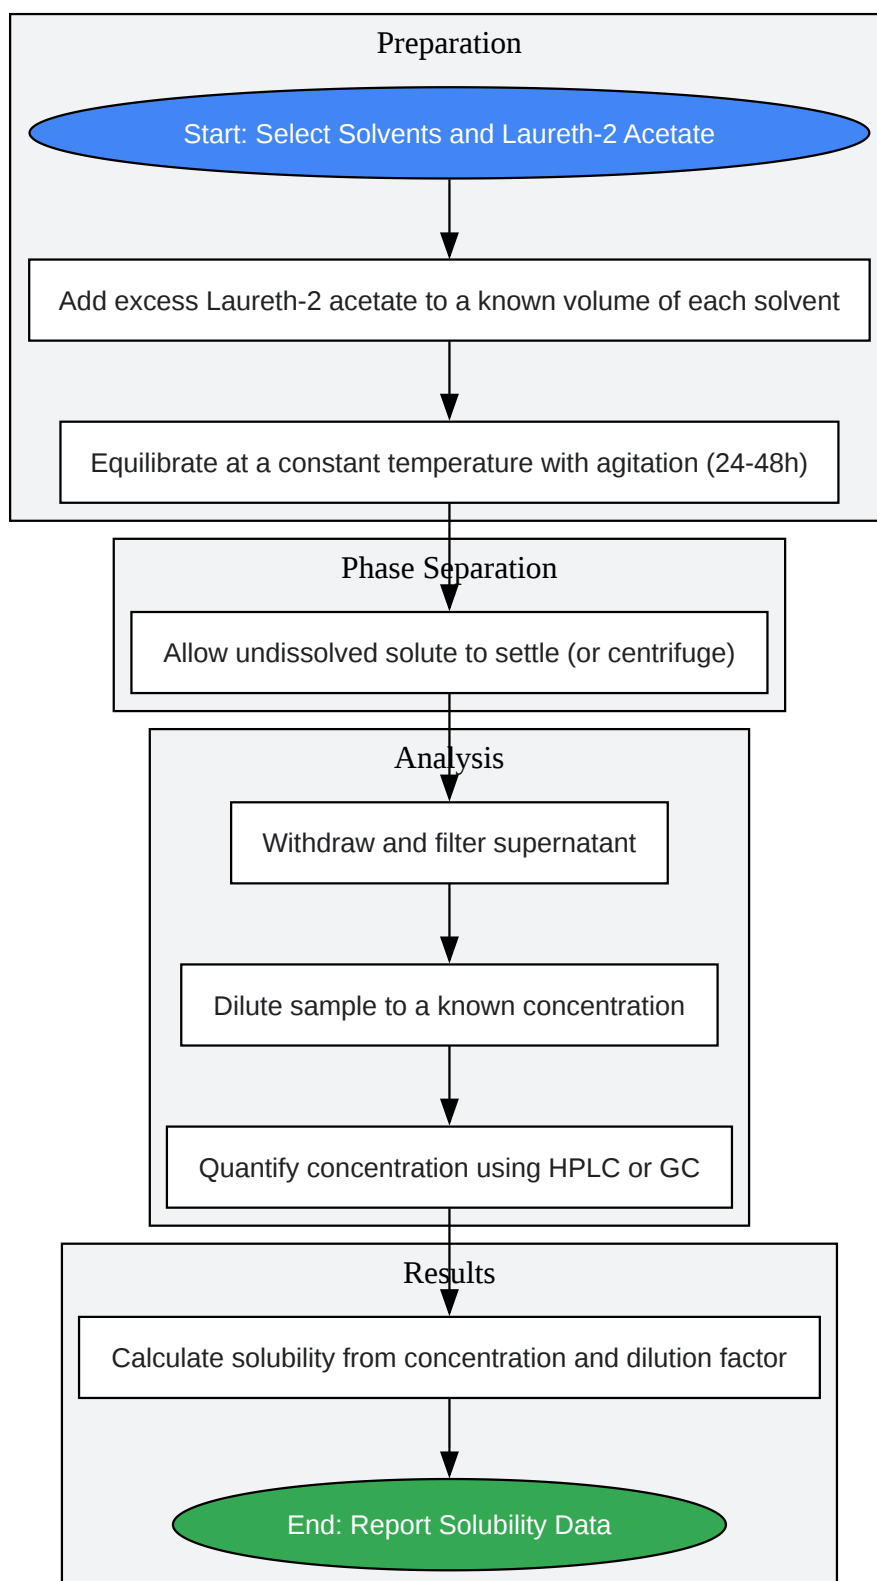 Preparation
Start: Select Solvents and Laureth-2 Acetate
Add excess Laureth-2 acetate to a known volume of each solvent
Equilibrate at a constant temperature with agitation (24-48h)
Phase Separation
Allow undissolved solute to settle (or centrifuge)
Analysis
Withdraw and filter supernatant
Dilute sample to a known concentration
Quantify concentration using HPLC or GC
Results
Calculate solubility from concentration and dilution factor
End: Report Solubility Data